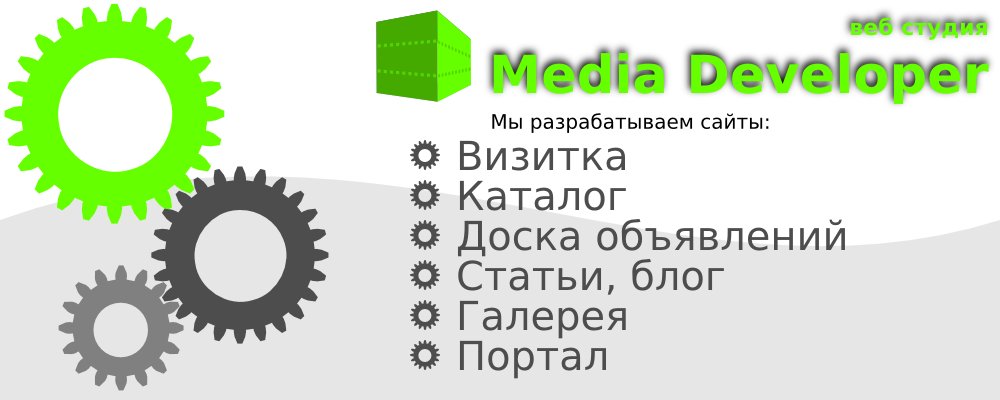 веб студия
Media Developer
Мы разрабатываем сайты:
Визитка
Каталог
Доска объявлений
Статьи, блог
Галерея
Портал